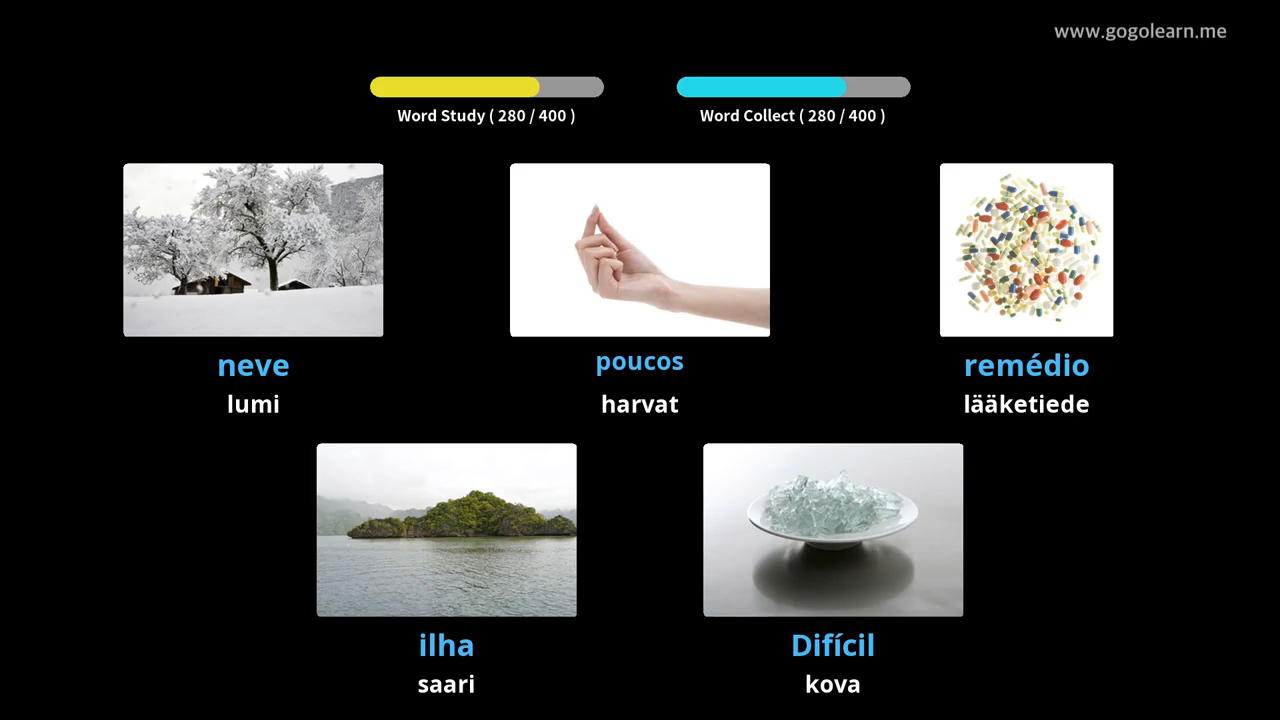 www.gogolearn.me
Word Study ( 280 / 400 )
Word Collect ( 280 / 400 )
neve
lumi
poucos
harvat
remédio
lääketiede
ilha
saari
Difícil
kova